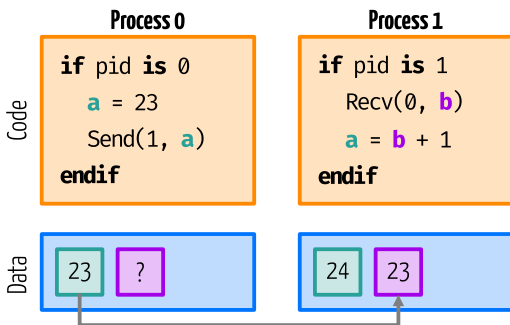 Process 0
Process 1
Code
if pid is 0
a = 23
Send(1, a)
endif
if pid is 1
Recv(0, b)
a = b + 1
endif
Data
23
?
24
23